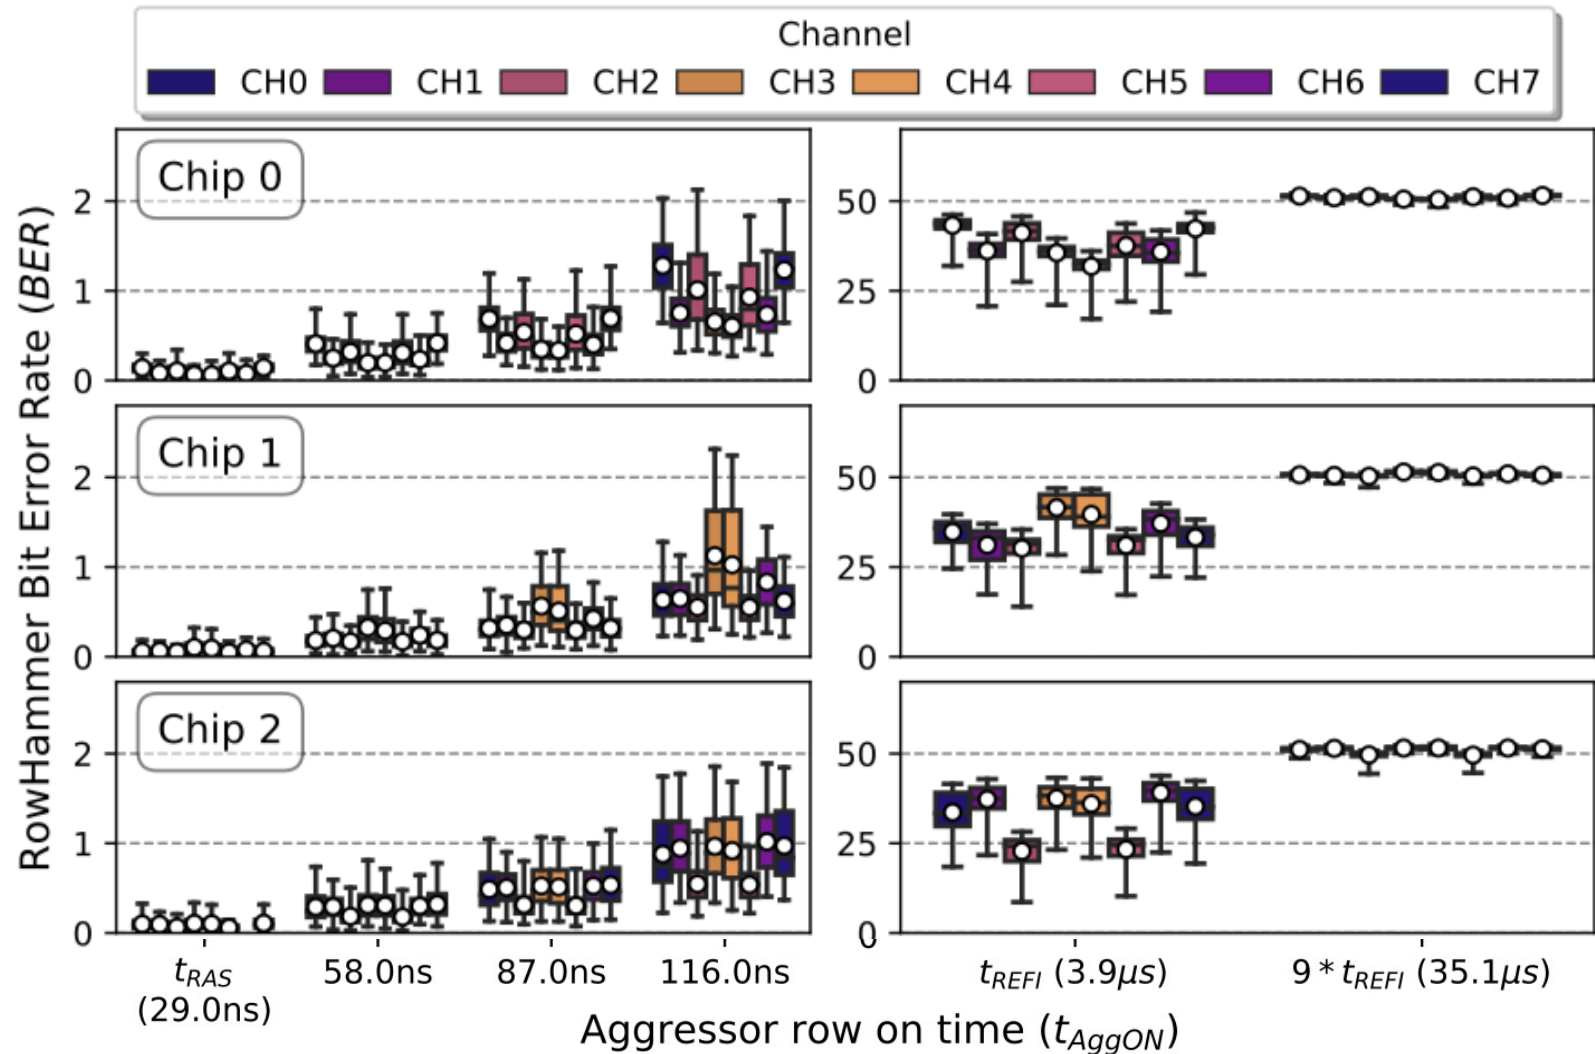 Channel
CH0 CH1 CH2 CH3 CH4 CH5 CH6 CH7
RowHammer Bit Error Rate (BER)
Chip 0
2
1
0
50
25
0
Chip 1
2
1
0
50
25
0
Chip 2
2
1
0
50
25
0
tRAS 58.0ns 87.0ns 116.0ns tREFI (3.9µs) 9 * tREFI (35.1µs)
(29.0ns)
Aggressor row on time (tAggON)